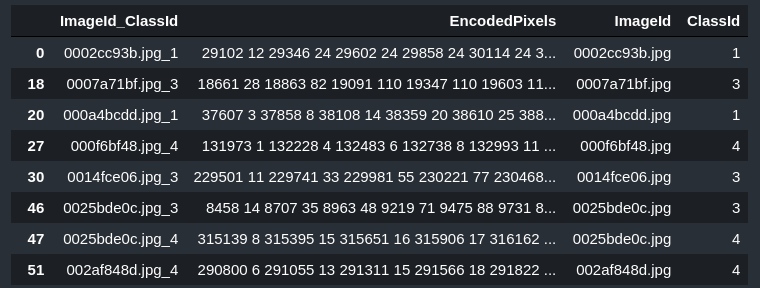 ImageId_ClassId EncodedPixels ImageId ClassId
0 0002cc93b.jpg_1 29102 12 29346 24 29602 24 29858 24 30114 24 3... 0002cc93b.jpg 1
18 0007a71bf.jpg_3 18661 28 18863 82 19091 110 19347 110 19603 11... 0007a71bf.jpg 3
20 000a4bcdd.jpg_1 37607 3 37858 8 38108 14 38359 20 38610 25 388... 000a4bcdd.jpg 1
27 000f6bf48.jpg_4 131973 1 132228 4 132483 6 132738 8 132993 11 ... 000f6bf48.jpg 4
30 0014fce06.jpg_3 229501 11 229741 33 229981 55 230221 77 230468... 0014fce06.jpg 3
46 0025bde0c.jpg_3 8458 14 8707 35 8963 48 9219 71 9475 88 9731 8... 0025bde0c.jpg 3
47 0025bde0c.jpg_4 315139 8 315395 15 315651 16 315906 17 316162 ... 0025bde0c.jpg 4
51 002af848d.jpg_4 290800 6 291055 13 291311 15 291566 18 291822 ... 002af848d.jpg 4